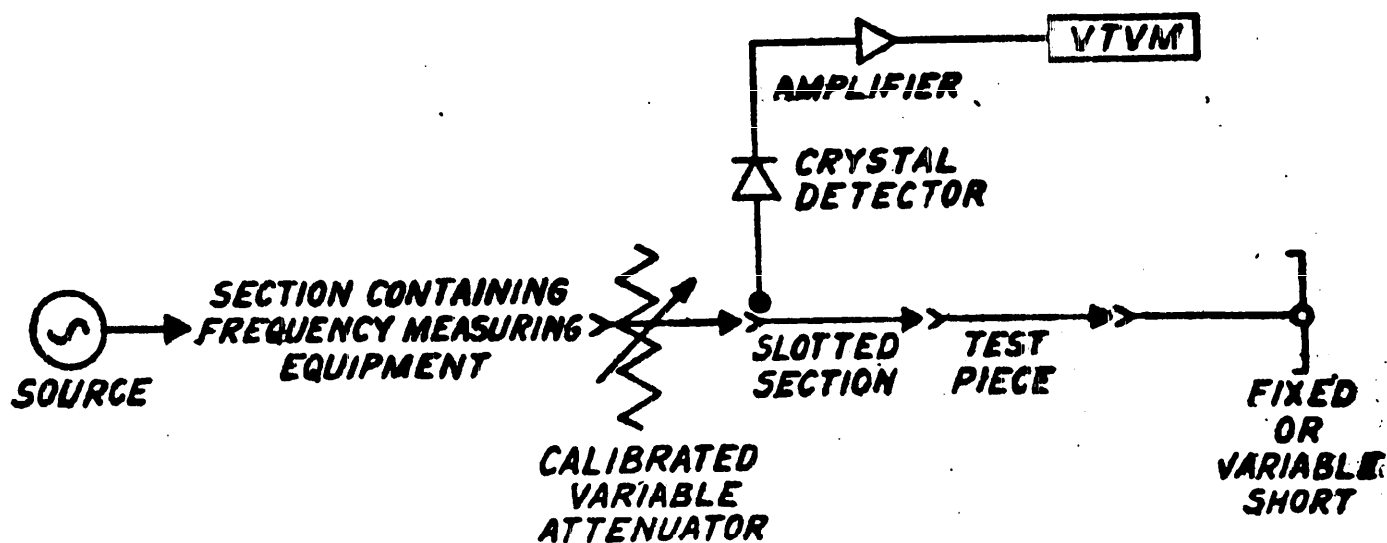 VTVM
AMPLIFIER
CRYSTAL
DETECTOR
SOURCE
SECTION CONTAINING
FREQUENCY MEASURING
EQUIPMENT
CALIBRATED
VARIABLE
ATTENUATOR
SLOTTED
SECTION
TEST
PIECE
FIXED
OR
VARIABLE
SHORT